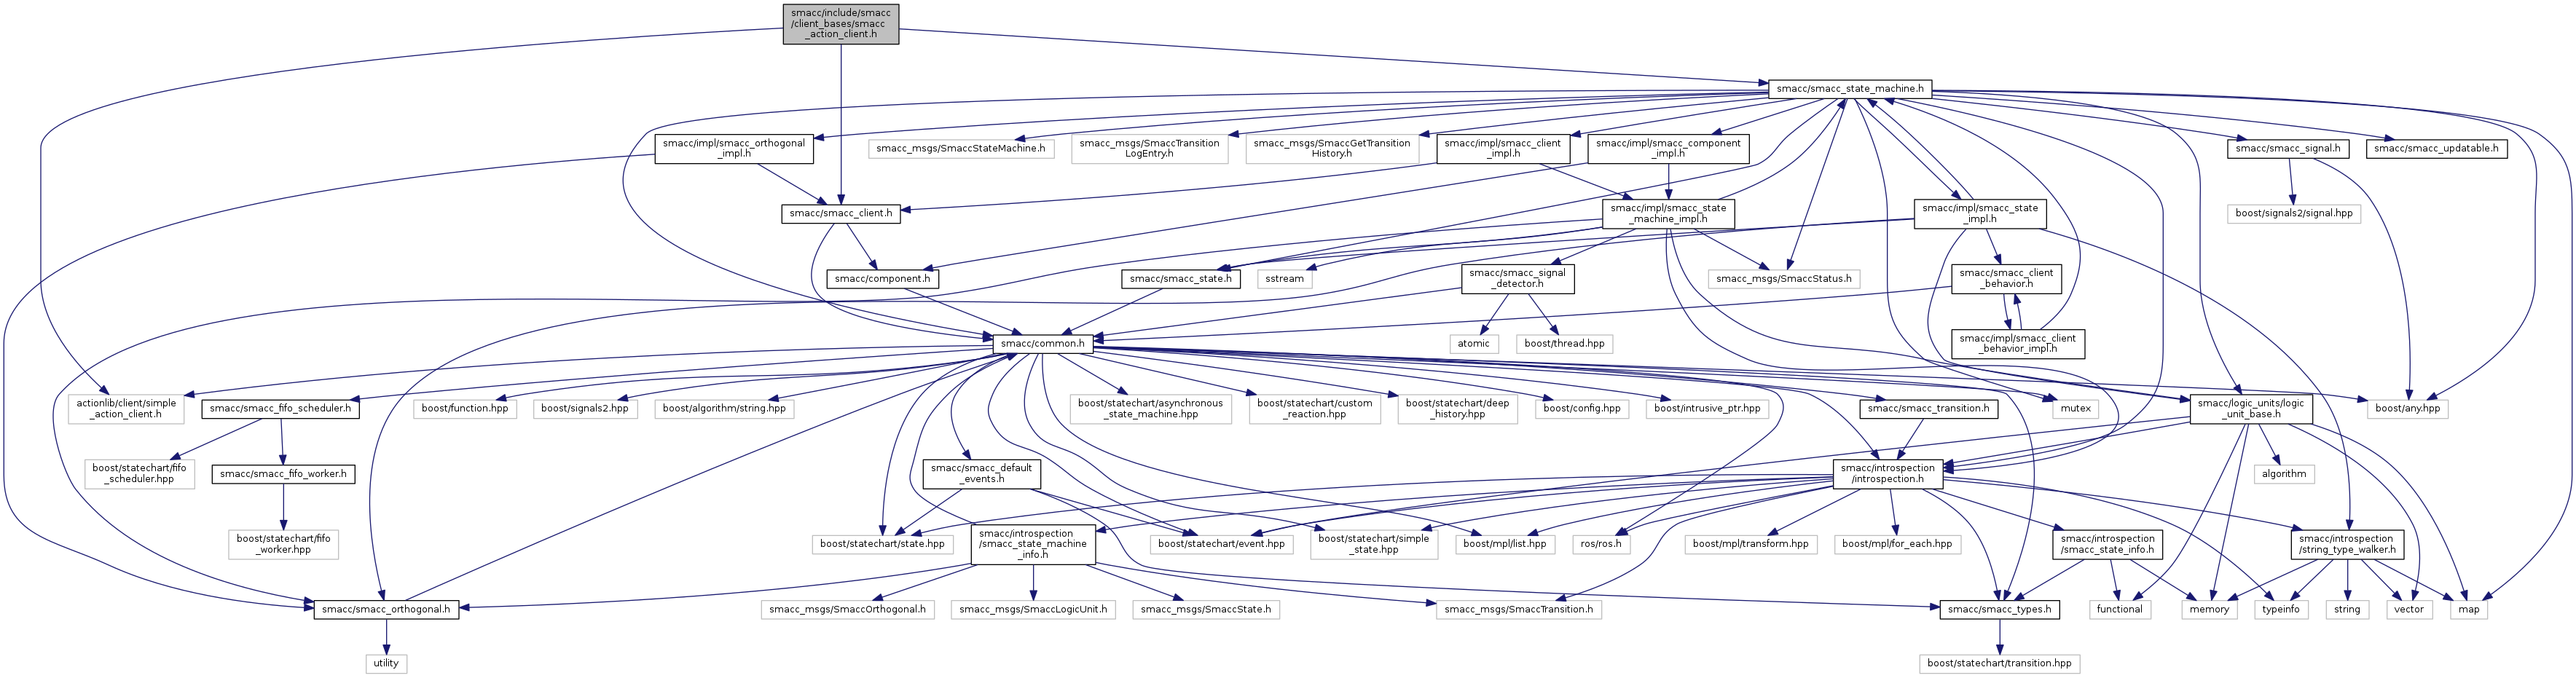 smacc/include/smacc
/client_bases/smacc
_action_client.h
smacc/smacc_state_machine.h
smacc/impl/smacc_orthogonal
_impl.h
smacc_msgs/SmaccStateMachine.h
smacc_msgs/SmaccTransition
LogEntry.h
smacc_msgs/SmaccGetTransition
History.h
smacc/impl/smacc_client
_impl.h
smacc/impl/smacc_component
_impl.h
smacc/smacc_signal.h
smacc/smacc_updatable.h
smacc/smacc_client.h
smacc/impl/smacc_state
_machine_impl.h
smacc/impl/smacc_state
_impl.h
boost/signals2/signal.hpp
smacc/component.h
smacc/smacc_state.h
sstream
smacc/smacc_signal
_detector.h
smacc_msgs/SmaccStatus.h
smacc/smacc_client
_behavior.h
smacc/common.h
atomic
boost/thread.hpp
smacc/impl/smacc_client
_behavior_impl.h
actionlib/client/simple
_action_client.h
smacc/smacc_fifo_scheduler.h
boost/function.hpp
boost/signals2.hpp
boost/algorithm/string.hpp
boost/statechart/asynchronous
_state_machine.hpp
boost/statechart/custom
_reaction.hpp
boost/statechart/deep
_history.hpp
boost/config.hpp
boost/intrusive_ptr.hpp
smacc/smacc_transition.h
mutex
smacc/logic_units/logic
_unit_base.h
boost/any.hpp
boost/statechart/fifo
_scheduler.hpp
smacc/smacc_fifo_worker.h
smacc/smacc_default
_events.h
smacc/introspection
/introspection.h
algorithm
boost/statechart/fifo
_worker.hpp
boost/statechart/state.hpp
smacc/introspection
/smacc_state_machine
_info.h
boost/statechart/event.hpp
boost/statechart/simple
_state.hpp
boost/mpl/list.hpp
ros/ros.h
boost/mpl/transform.hpp
boost/mpl/for_each.hpp
smacc/introspection
/smacc_state_info.h
smacc/introspection
/string_type_walker.h
smacc/smacc_orthogonal.h
smacc_msgs/SmaccOrthogonal.h
smacc_msgs/SmaccLogicUnit.h
smacc_msgs/SmaccState.h
smacc_msgs/SmaccTransition.h
smacc/smacc_types.h
functional
memory
typeinfo
string
vector
map
utility
boost/statechart/transition.hpp